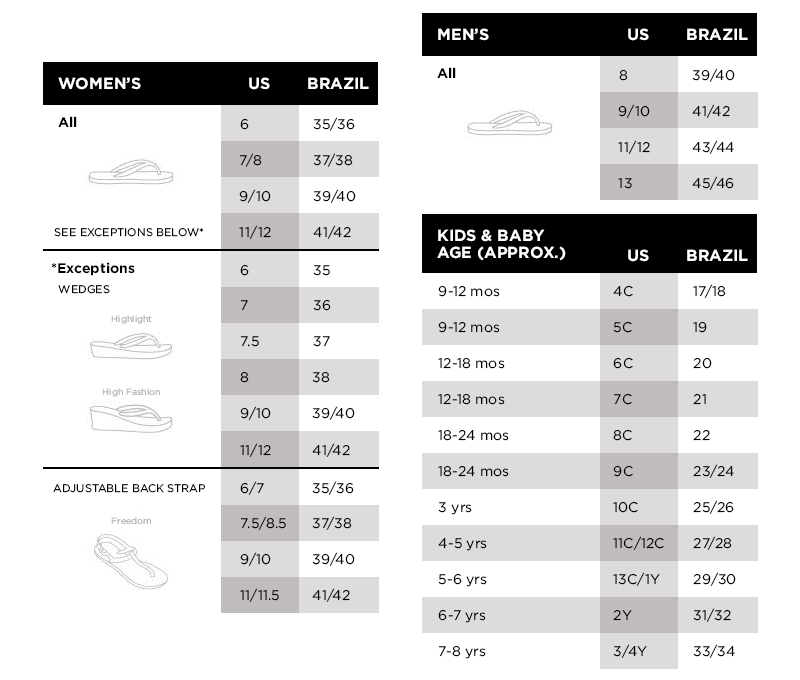 WOMEN'S US BRAZIL
All 6 35/36
7/8 37/38
9/10 39/40
SEE EXCEPTIONS BELOW* 11/12 41/42
*Exceptions 6 35
WEDGES
7 36
Highlight
7.5 37
8 38
High Fashion
9/10 39/40
11/12 41/42
ADJUSTABLE BACK STRAP 6/7 35/36
Freedom 7.5/8.5 37/38
9/10 39/40
11/11.5 41/42
MEN'S US BRAZIL
All 8 39/40
9/10 41/42
11/12 43/44
13 45/46
KIDS & BABY
AGE (APPROX.) US BRAZIL
9-12 mos 4C 17/18
9-12 mos 5C 19
12-18 mos 6C 20
12-18 mos 7C 21
18-24 mos 8C 22
18-24 mos 9C 23/24
3 yrs 10C 25/26
4-5 yrs 11C/12C 27/28
5-6 yrs 13C/1Y 29/30
6-7 yrs 2Y 31/32
7-8 yrs 3/4Y 33/34